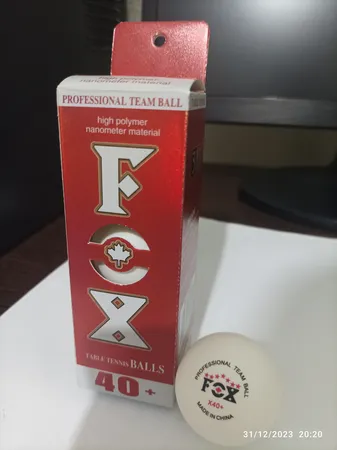 PROFESSIONAL TEAM BALL
high polymer
nanometer material
FOX
TABLE TENNIS BALLS
40+
PROFESSIONAL TEAM BALL
FOX
X40+
MADE IN CHINA
31/12/2023 20:20